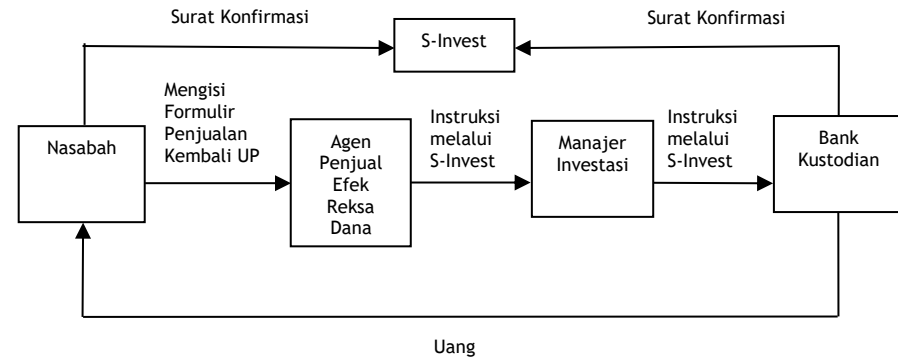 Surat Konfirmasi
Surat Konfirmasi
S-Invest
Mengisi
Formulir
Penjualan
Kembali UP
Instruksi
melalui
S-Invest
Instruksi
melalui
S-Invest
Nasabah
Agen
Penjual
Efek
Reksa
Dana
Manajer
Investasi
Bank
Kustodian
Uang